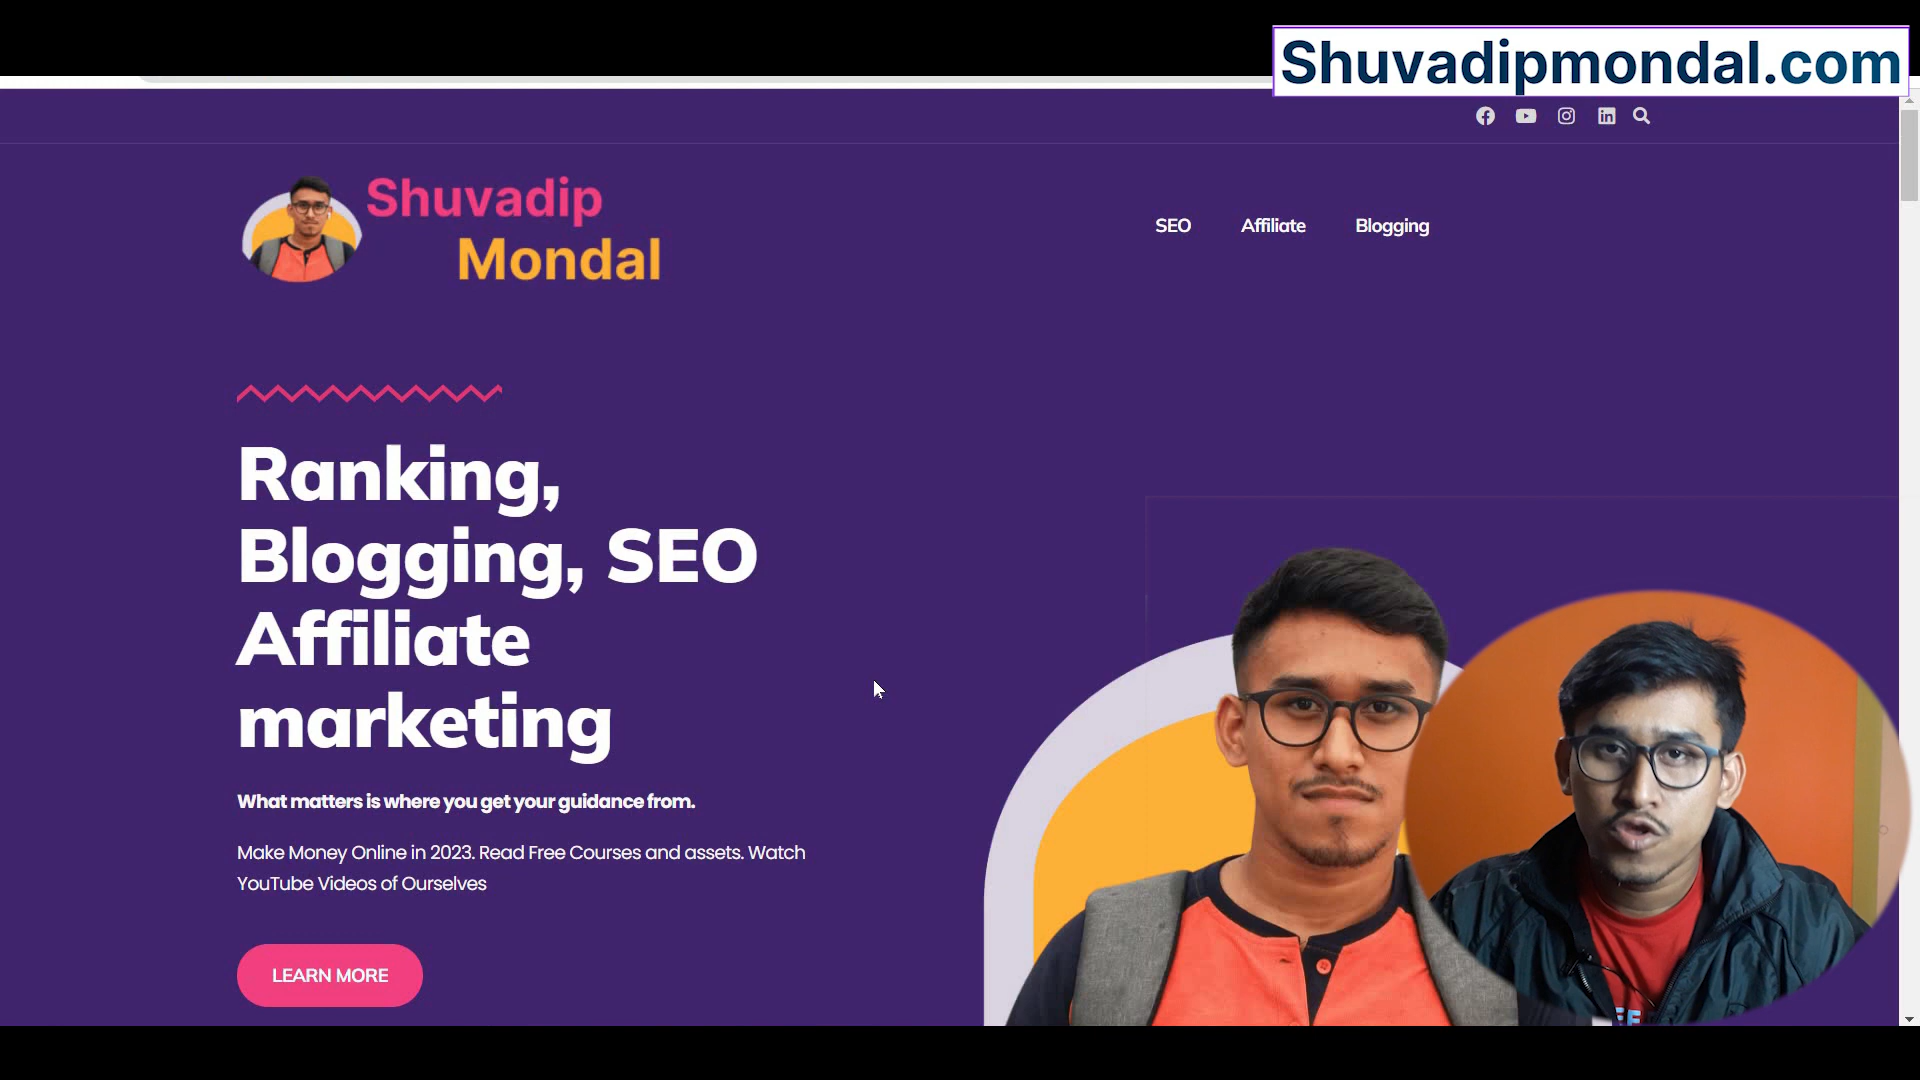 Shuvadipmondal.com
Shuvadip
Mondal
SEO
Affiliate
Blogging
Ranking,
Blogging, SEO
Affiliate
marketing
What matters is where you get your guidance from.
Make Money Online in 2023. Read Free Courses and assets. Watch
YouTube Videos of Ourselves
LEARN MORE